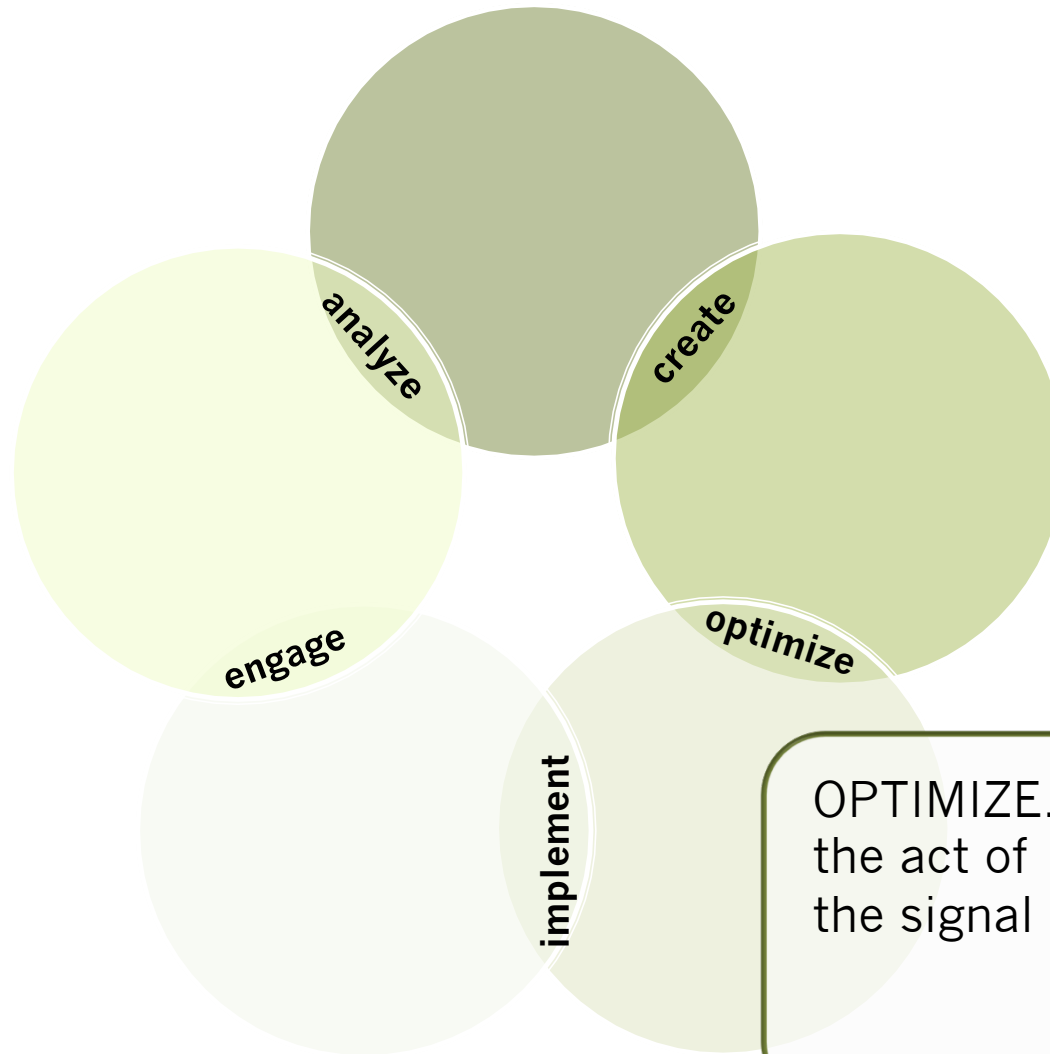 analyze
create
engage
optimize
implement
OPTIMIZE.
the act of
the signal